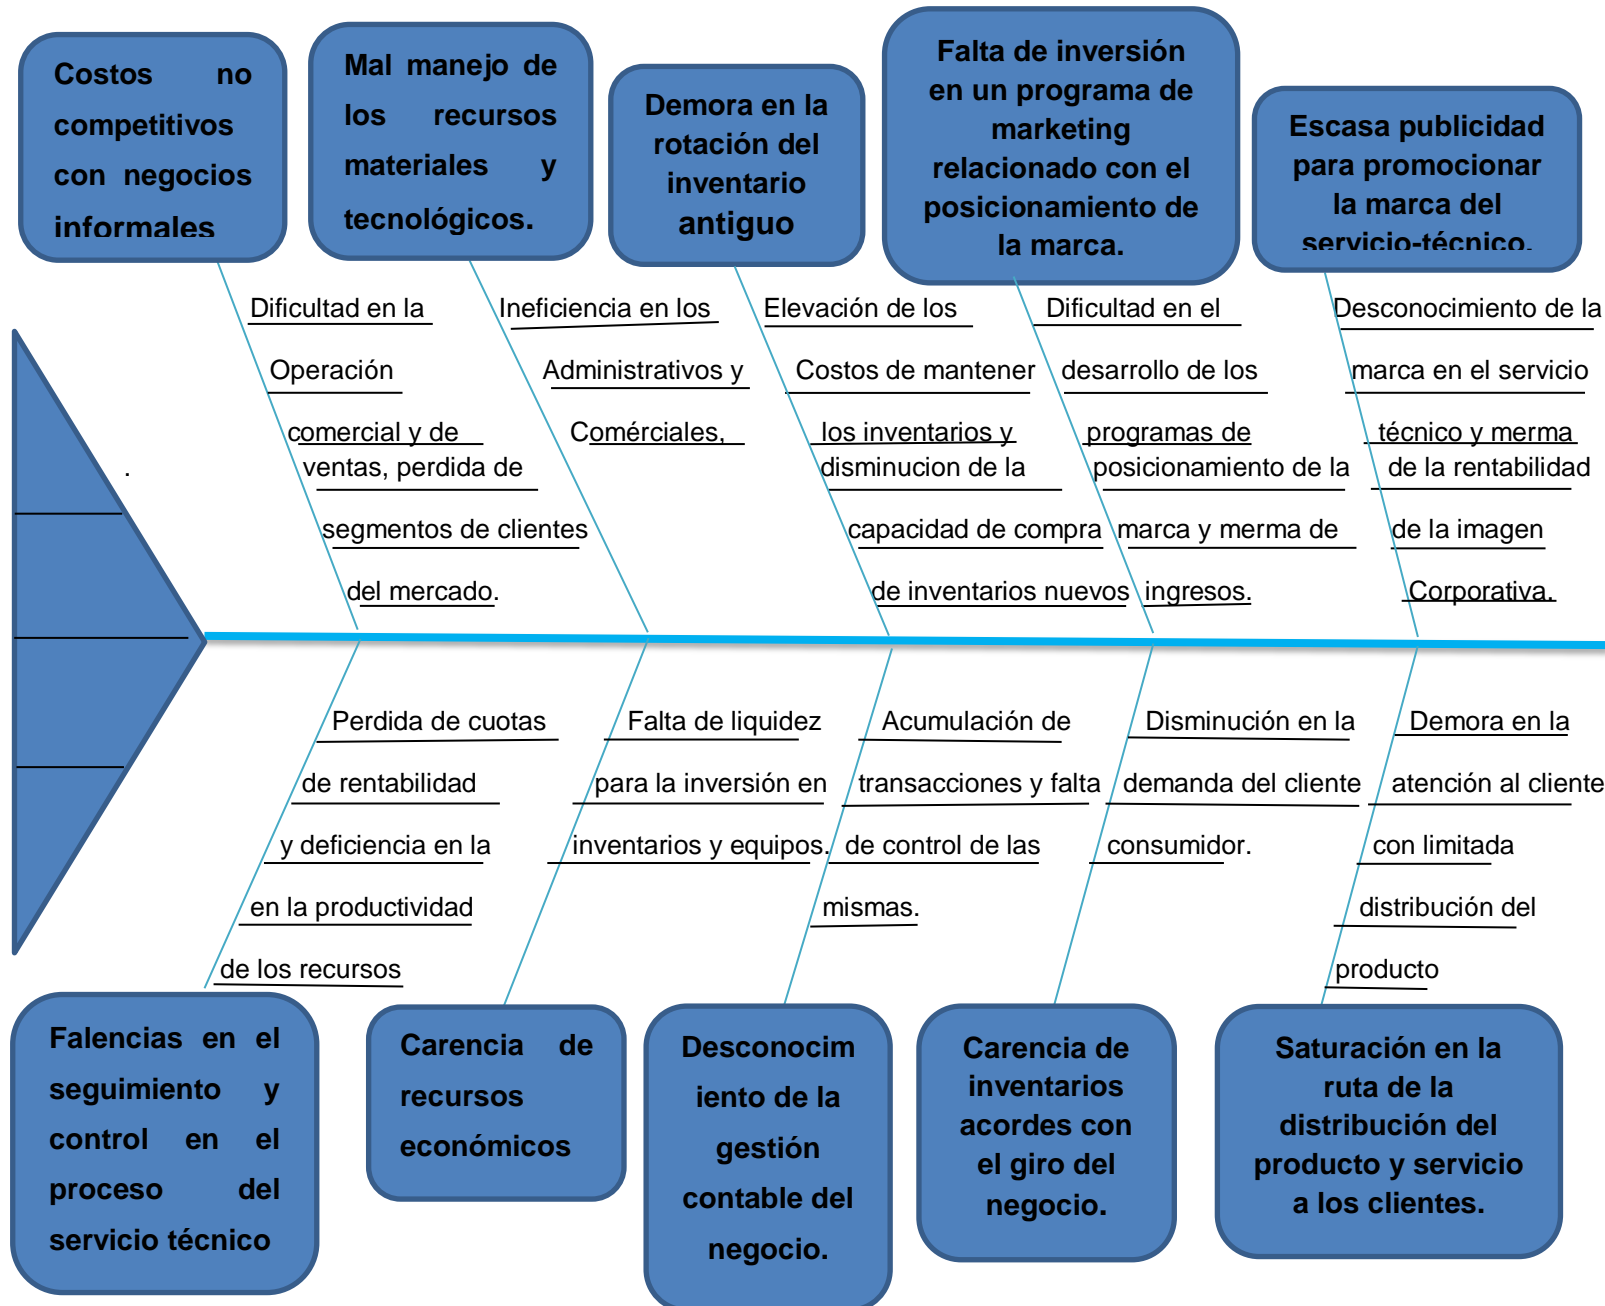 Costos no
competitivos
con negocios
informales
Mal manejo de
los recursos
materiales y
tecnológicos.
Demora en la
rotación del
inventario
antiguo
Falta de inversión
en un programa de
marketing
relacionado con el
posicionamiento de
la marca.
Escasa publicidad
para promocionar
la marca del
servicio-técnico.
Dificultad en la
Operación
comercial y de
ventas, perdida de
segmentos de clientes
del mercado.
Ineficiencia en los
Administrativos y
Comérciales,
Elevación de los
Costos de mantener
los inventarios y
disminucion de la
capacidad de compra
de inventarios nuevos
Dificultad en el
desarrollo de los
programas de
posicionamiento de la
marca y merma de
ingresos.
Desconocimiento de la
marca en el servicio
técnico y merma
de la rentabilidad
de la imagen
Corporativa.
.
Perdida de cuotas
de rentabilidad
y deficiencia en la
en la productividad
de los recursos
Falta de liquidez
para la inversión en
inventarios y equipos.
Acumulación de
transacciones y falta
de control de las
mismas.
Disminución en la
demanda del cliente
consumidor.
Demora en la
atención al cliente
con limitada
distribución del
producto
Falencias en el
seguimiento y
control en el
proceso del
servicio técnico
Carencia de
recursos
económicos
Desconocim
iento de la
gestión
contable del
negocio.
Carencia de
inventarios
acordes con
el giro del
negocio.
Saturación en la
ruta de la
distribución del
producto y servicio
a los clientes.